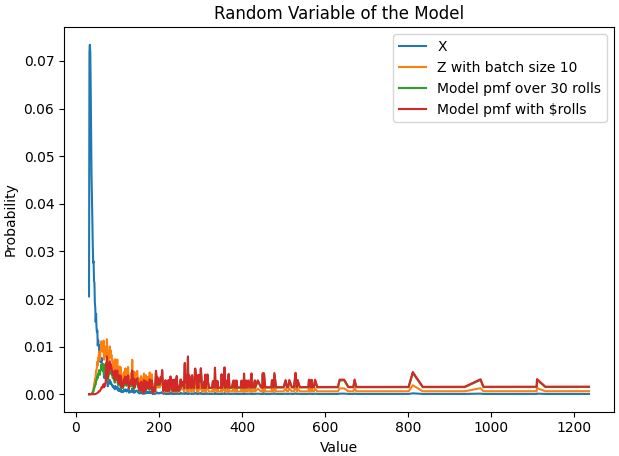 Random Variable of the Model
X
Z with batch size 10
Model pmf over 30 rolls
Model pmf with $rolls
Probability
0.07
0.06
0.05
0.04
0.03
0.02
0.01
0.00
0
200
400
600
800
1000
1200
Value